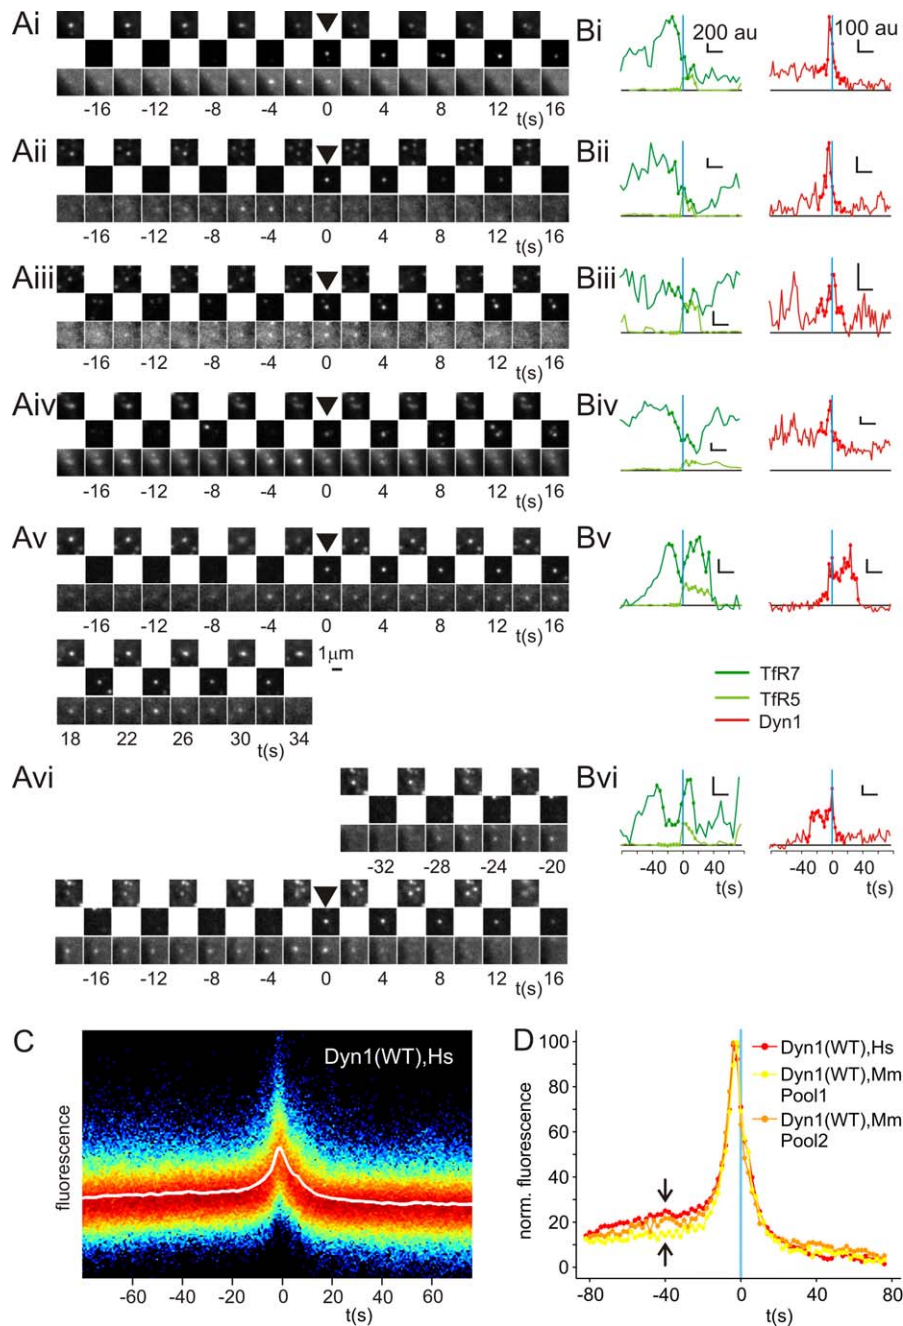 Ai
-16 -12 -8 -4 0 4 8 12 16
t(s)
Bi
200 au
100 au
Aii
-16 -12 -8 -4 0 4 8 12 16
t(s)
Bii
Aiii
-16 -12 -8 -4 0 4 8 12 16
t(s)
Biii
Aiv
-16 -12 -8 -4 0 4 8 12 16
t(s)
Biv
Av
-16 -12 -8 -4 0 4 8 12 16
t(s)
1μm
18 22 26 30 34
t(s)
Bv
TfR7
TfR5
Dyn1
Avi
-32 -28 -24 -20
-16 -12 -8 -4 0 4 8 12 16
t(s)
Bvi
-40 0 40
t(s)
-40 0 40
t(s)
C
Dyn1(WT),Hs
fluorescence
-60 -40 -20 0 20 40 60
t(s)
D
norm. fluorescence
100
80
60
40
20
0
Dyn1(WT),Hs
Dyn1(WT),Mm
Pool1
Dyn1(WT),Mm
Pool2
-80 -40 0 40 80
t(s)